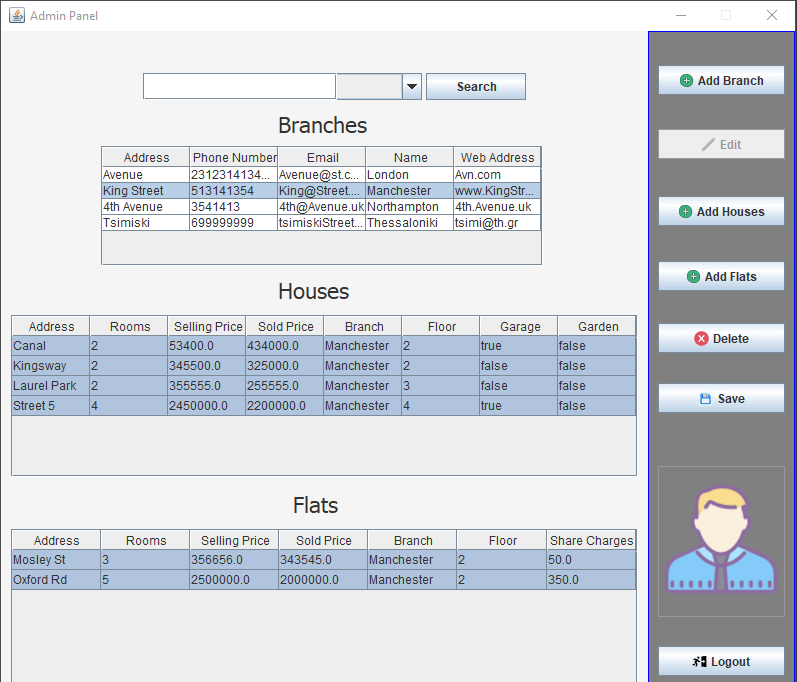 Admin Panel
Search
Branches
Address Phone Number Email Name Web Address
Avenue 2312314134... Avenue@st.c... London Avn.com
King Street 513141354 King@Street.... Manchester www.KingStr...
4th Avenue 3541413 4th@Avenue.uk Northampton 4th.Avenue.uk
Tsimiski 699999999 tsimiskiStreet... Thessaloniki tsimi@th.gr
Houses
Address Rooms Selling Price Sold Price Branch Floor Garage Garden
Canal 2 53400.0 434000.0 Manchester 2 true false
Kingsway 2 345500.0 325000.0 Manchester 2 false false
Laurel Park 2 355555.0 255555.0 Manchester 3 false false
Street 5 4 2450000.0 2200000.0 Manchester 4 true false
Flats
Address Rooms Selling Price Sold Price Branch Floor Share Charges
Mosley St 3 356656.0 343545.0 Manchester 2 50.0
Oxford Rd 5 2500000.0 2000000.0 Manchester 2 350.0
Add Branch
Edit
Add Houses
Add Flats
Delete
Save
Logout